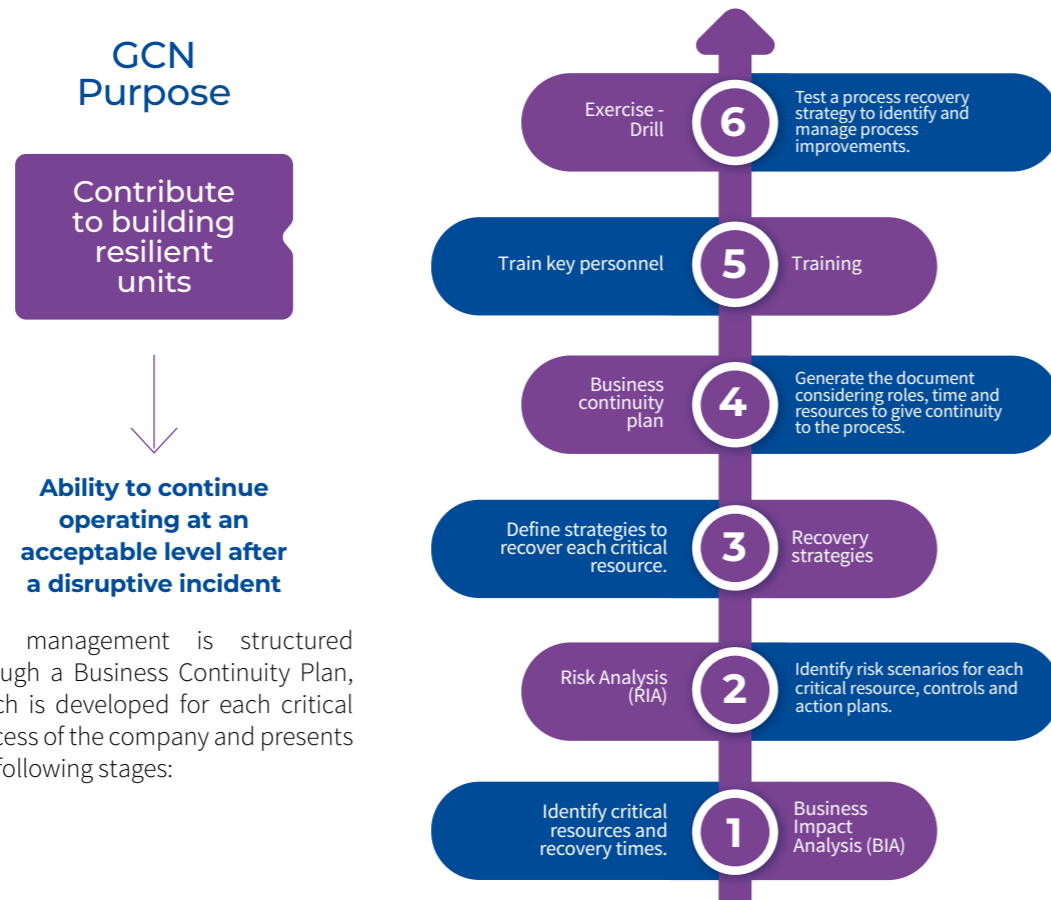 GCN
Purpose
Contribute
to building
resilient
units
Ability to continue
operating at an
acceptable level after
a disruptive incident
management is structured
ugh a Business Continuity Plan,
ch is developed for each critical
cess of the company and presents
following stages:
Exercise -
Drill
6
Test a process recovery
strategy to identify and
manage process
improvements.
Train key personnel
5
Training
Business
continuity
plan
4
Generate the document
considering roles, time and
resources to give continuity
to the process.
Define strategies to
recover each critical
resource.
3
Recovery
strategies
Risk Analysis
(RIA)
2
Identify risk scenarios for each
critical resource, controls and
action plans.
Identify critical
resources and
recovery times.
1
Business
Impact
Analysis (BIA)